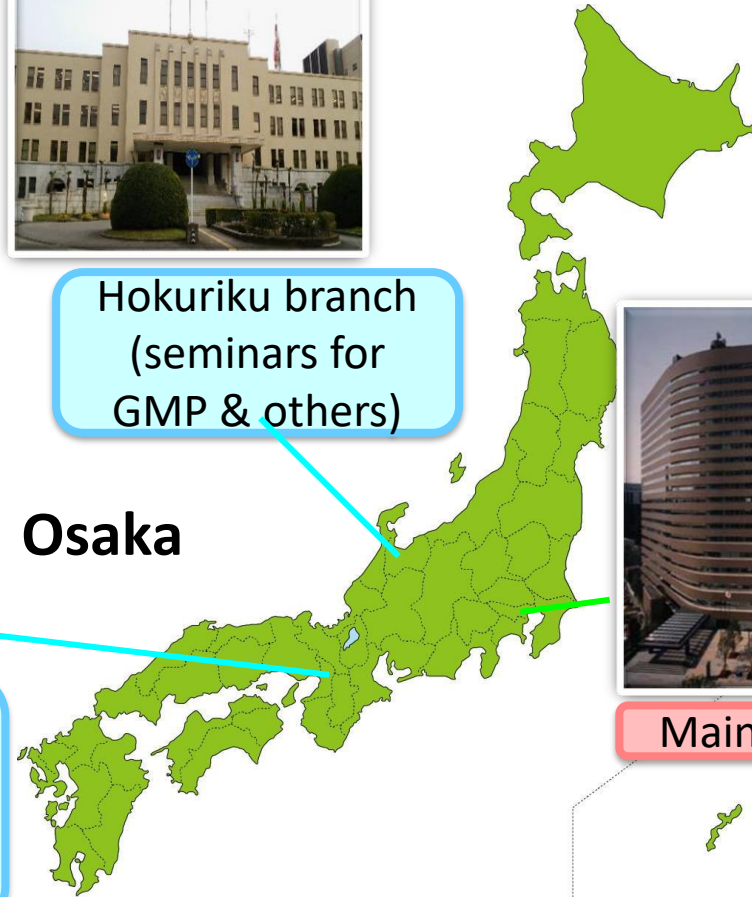 Hokuriku branch
(seminars for
GMP & others)
Osaka
Main